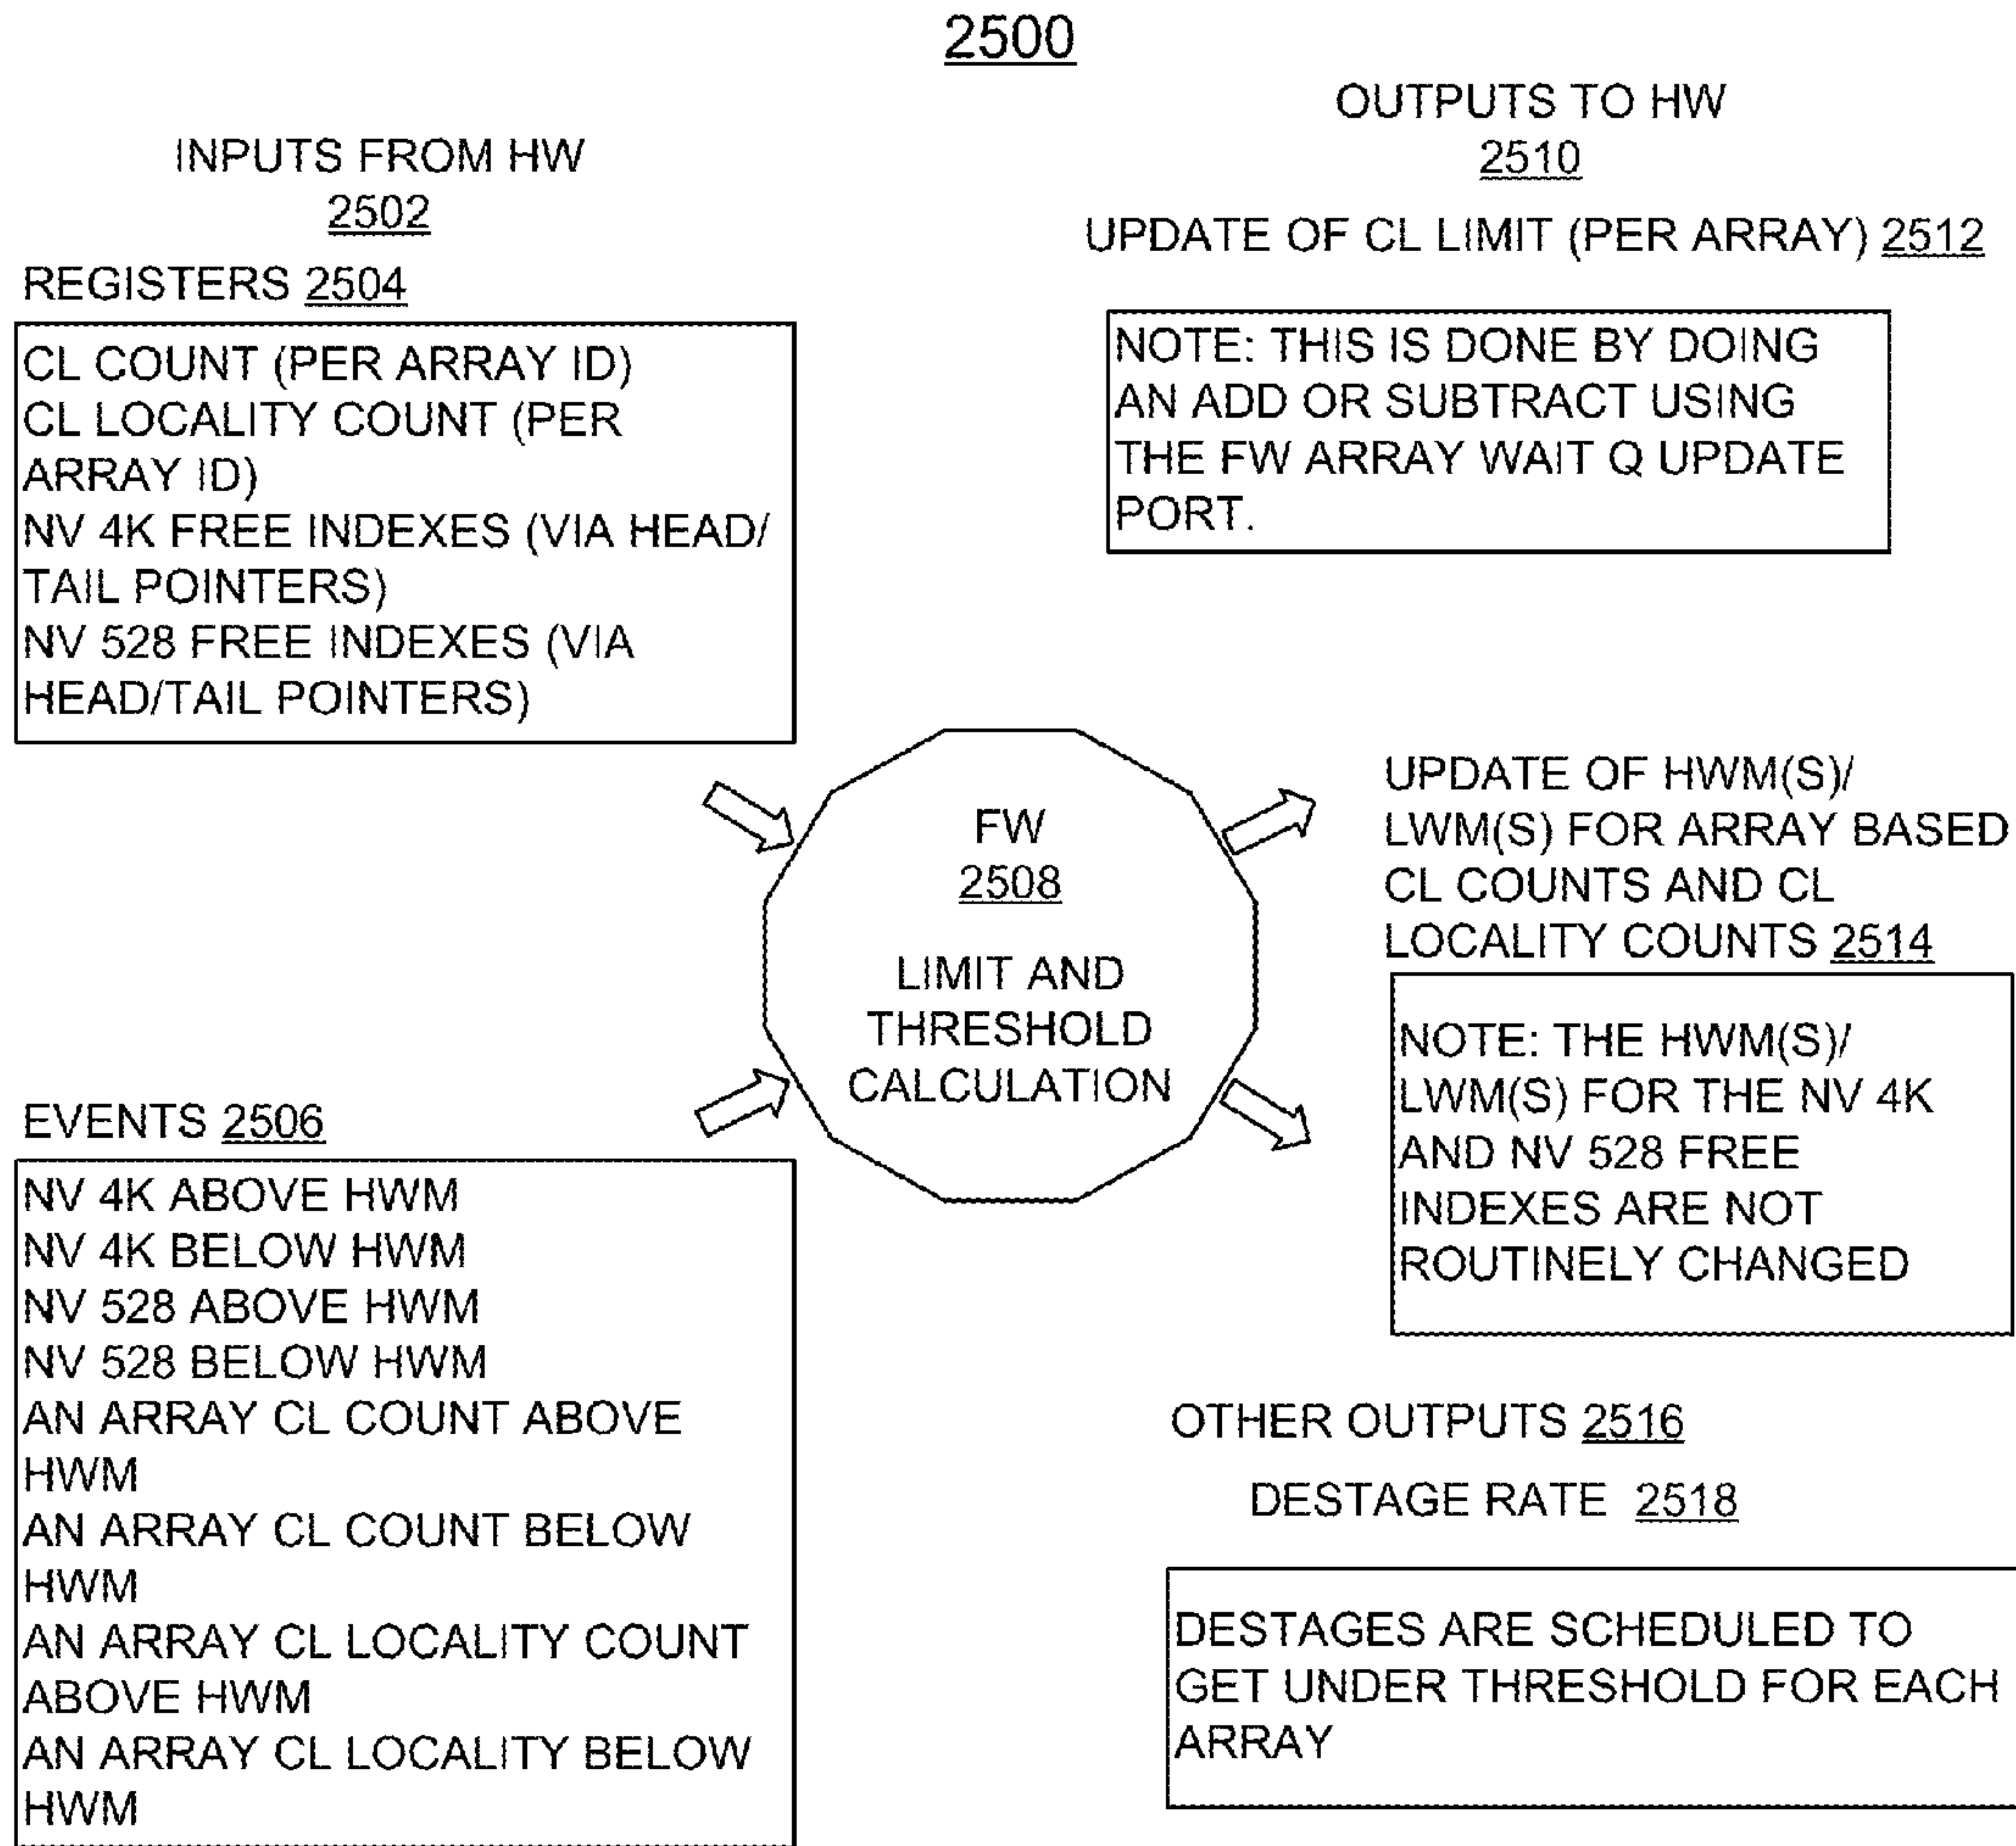 2500
INPUTS FROM HW
2502
REGISTERS 2504
CL COUNT (PER ARRAY ID)
CL LOCALITY COUNT (PER
ARRAY ID)
NV 4K FREE INDEXES (VIA HEAD/
TAIL POINTERS)
NV 528 FREE INDEXES (VIA
HEAD/TAIL POINTERS)
EVENTS 2506
NV 4K ABOVE HWM
NV 4K BELOW HWM
NV 528 ABOVE HWM
NV 528 BELOW HWM
AN ARRAY CL COUNT ABOVE
HWM
AN ARRAY CL COUNT BELOW
HWM
AN ARRAY CL LOCALITY COUNT
ABOVE HWM
AN ARRAY CL LOCALITY BELOW
HWM
FW
2508
LIMIT AND
THRESHOLD
CALCULATION
OUTPUTS TO HW
2510
UPDATE OF CL LIMIT (PER ARRAY) 2512
NOTE: THIS IS DONE BY DOING
AN ADD OR SUBTRACT USING
THE FW ARRAY WAIT Q UPDATE
PORT.
UPDATE OF HWM(S)/
LWM(S) FOR ARRAY BASED
CL COUNTS AND CL
LOCALITY COUNTS 2514
NOTE: THE HWM(S)/
LWM(S) FOR THE NV 4K
AND NV 528 FREE
INDEXES ARE NOT
ROUTINELY CHANGED
OTHER OUTPUTS 2516
DESTAGE RATE 2518
DESTAGES ARE SCHEDULED TO
GET UNDER THRESHOLD FOR EACH
ARRAY